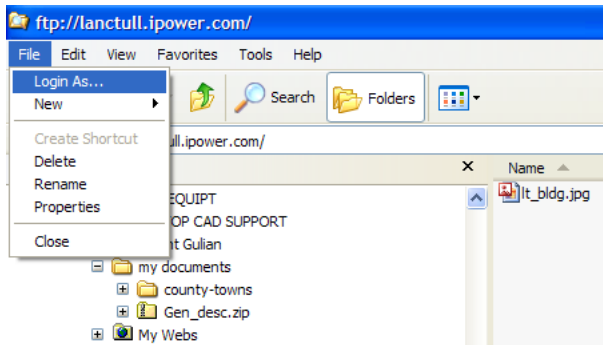 ftp://lanctull.ipower.com/
File Edit View Favorites Tools Help
Login As...
New
Search Folders
Create Shortcut
ull.ipower.com/
Delete
Name
Rename
EQUIPT
lt_bldg.jpg
Properties
OP CAD SUPPORT
Close
nt Gulian
my documents
county-towns
Gen_desc.zip
My Webs